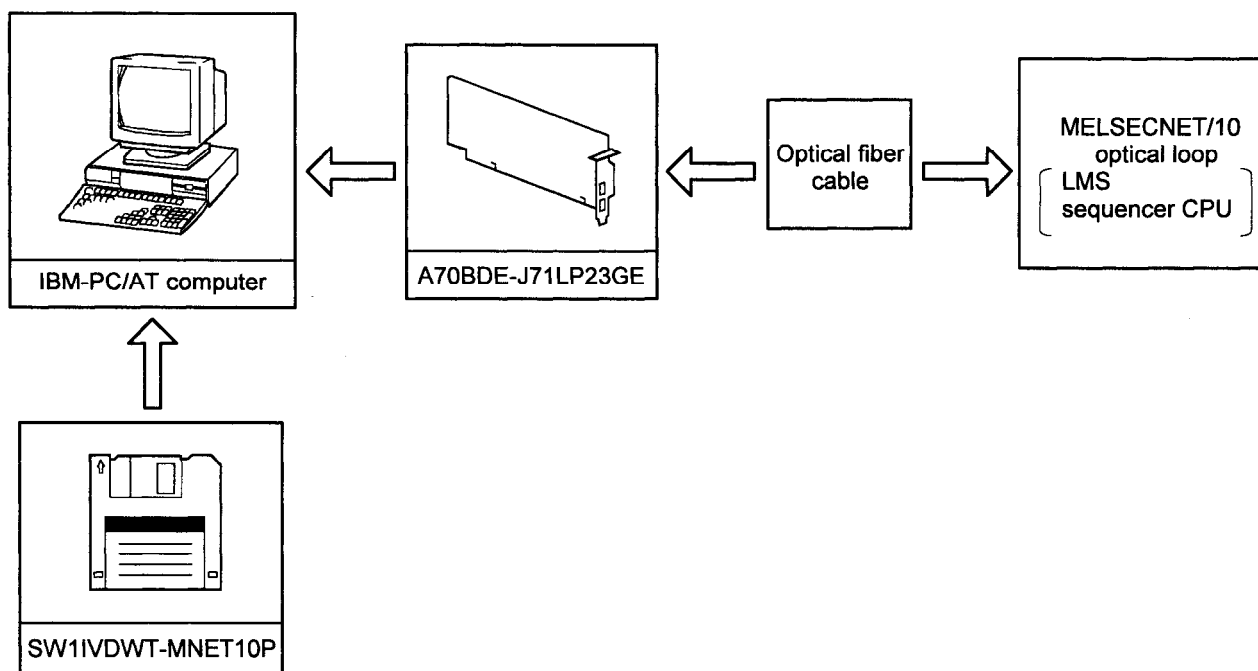 IBM-PC/AT computer
A70BDE-J71LP23GE
Optical fiber
cable
MELSECNET/10
optical loop
LMS
sequencer CPU
SW1IVDWT-MNET10P